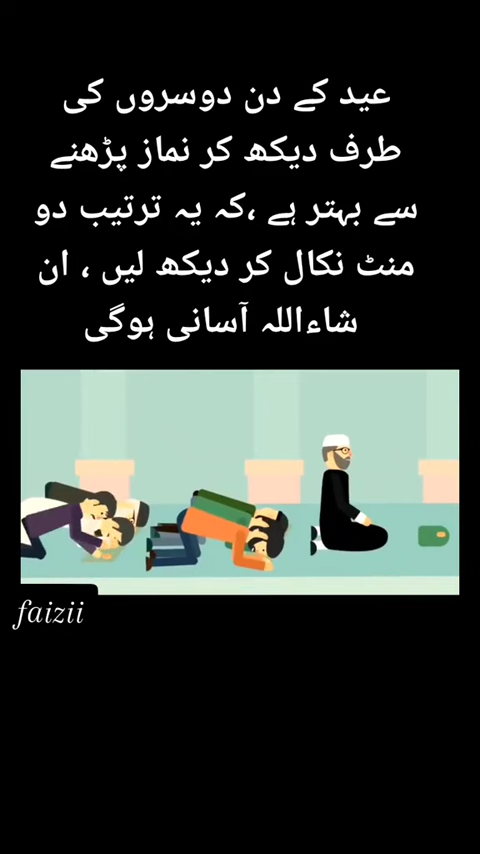 عید کے دن دوسروں کی
طرف دیکھ کر نماز پڑھنے
سے بہتر ہے ،کہ یہ ترتیب دو
منٹ نکال کر دیکھ لیں ، ان
شاءاللہ آسانی ہوگی
faizii